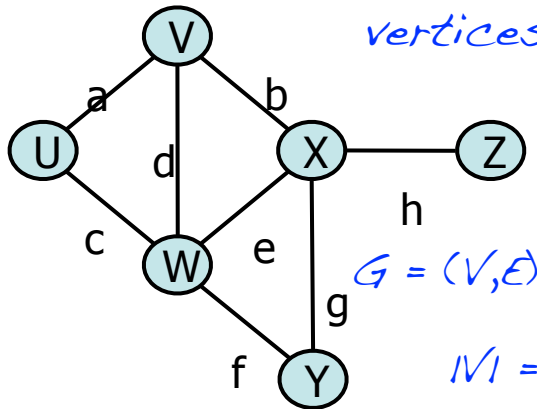 V
vertices
a
b
U
d
X
Z
c
e
h
W
G = (V,E)
g
f
Y
|V| =